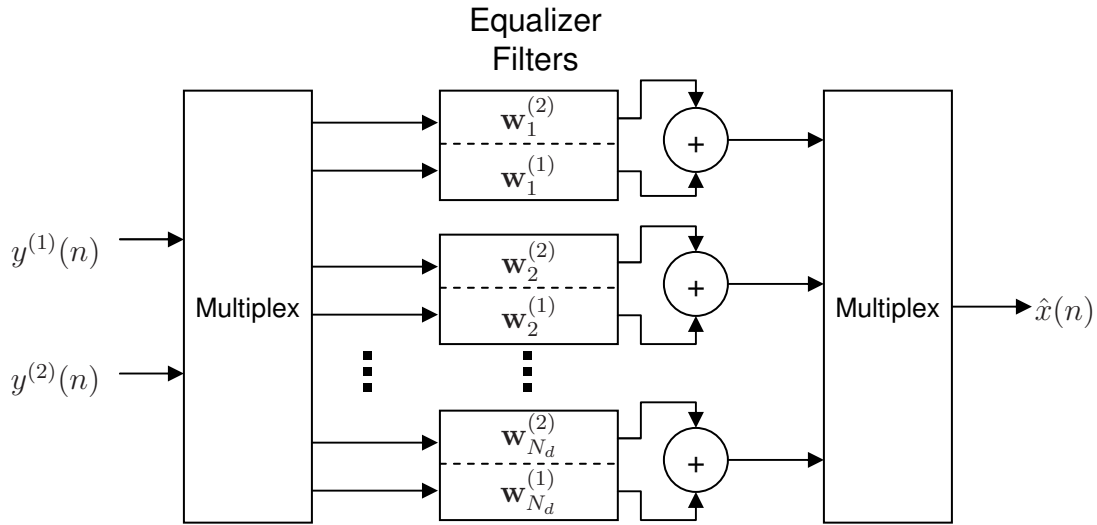 Equalizer
Filters
w_1^{(2)}
+
w_1^{(1)}
y^{(1)}(n)
w_2^{(2)}
+
w_2^{(1)}
Multiplex
Multiplex
x̂(n)
y^{(2)}(n)
w_{N_d}^{(2)}
+
w_{N_d}^{(1)}